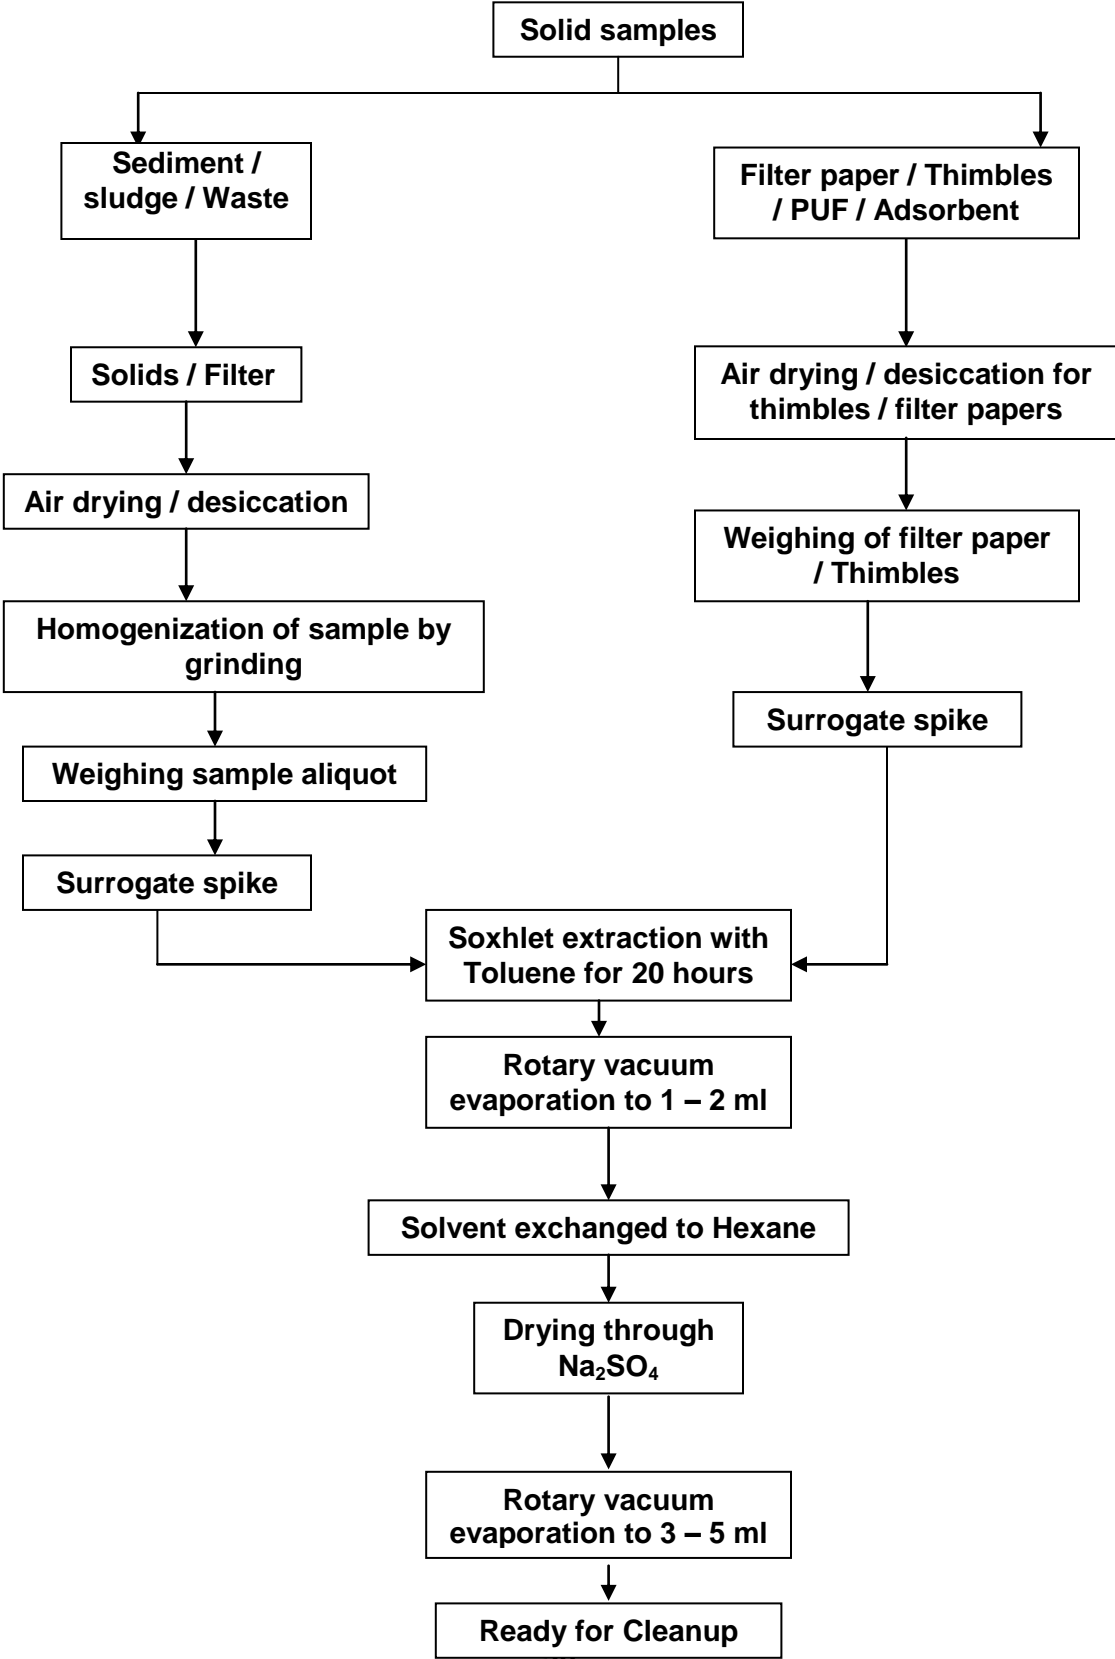 Solid samples
Sediment /
sludge / Waste
Filter paper / Thimbles
/ PUF / Adsorbent
Solids / Filter
Air drying / desiccation for
thimbles / filter papers
Air drying / desiccation
Weighing of filter paper
/ Thimbles
Homogenization of sample by
grinding
Surrogate spike
Weighing sample aliquot
Surrogate spike
Soxhlet extraction with
Toluene for 20 hours
Rotary vacuum
evaporation to 1 – 2 ml
Solvent exchanged to Hexane
Drying through
Na₂SO₄
Rotary vacuum
evaporation to 3 – 5 ml
Ready for Cleanup